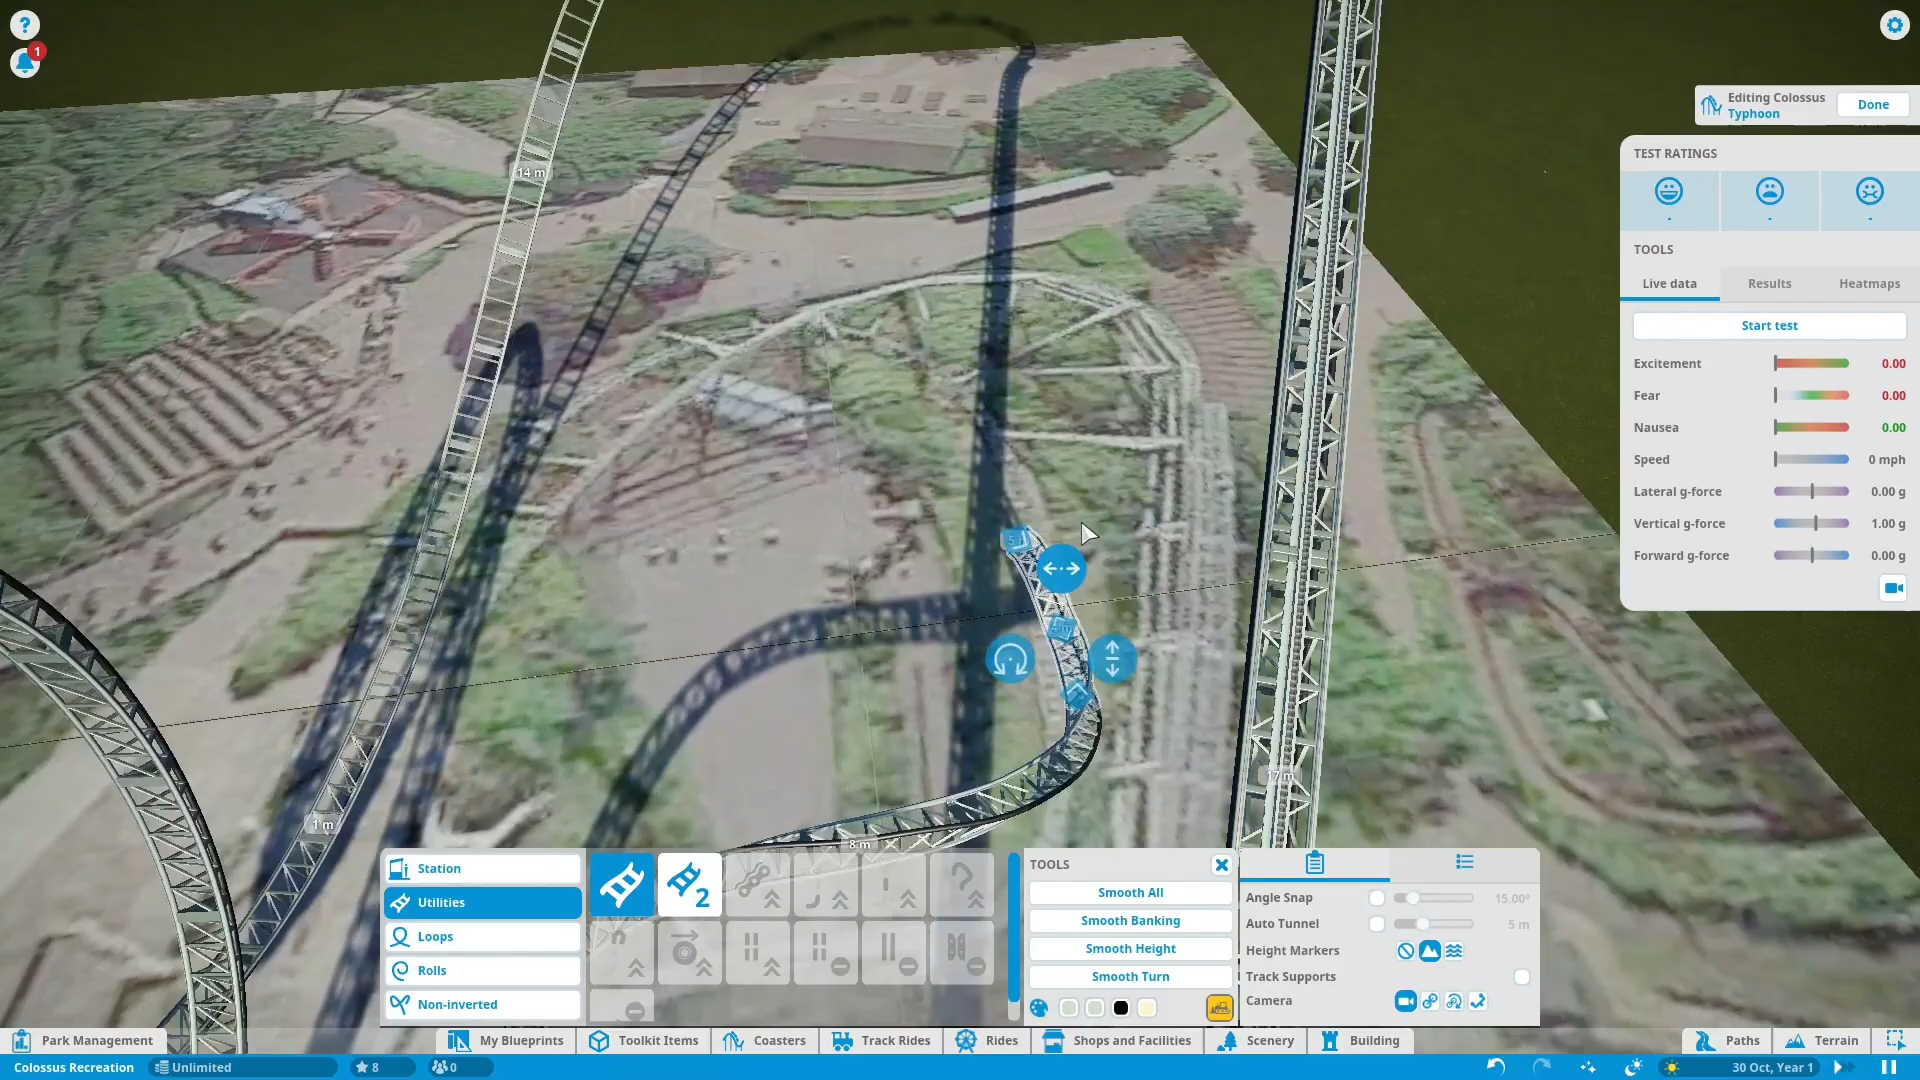 ?
1
Editing Colossus
Typhoon
Done
TEST RATINGS
- - -
TOOLS
Live data Results Heatmaps
Start test
Excitement 0.00
Fear 0.00
Nausea 0.00
Speed 0 mph
Lateral g-force 0.00 g
Vertical g-force 1.00 g
Forward g-force 0.00 g
14 m
17 m
1 m
8 m
Station
Utilities
Loops
Rolls
Non-inverted
2
TOOLS
Smooth All
Smooth Banking
Smooth Height
Smooth Turn
Angle Snap 15.00°
Auto Tunnel 5 m
Height Markers
Track Supports
Camera
Park Management
My Blueprints
Toolkit Items
Coasters
Track Rides
Rides
Shops and Facilities
Scenery
Building
Paths
Terrain
Colossus Recreation
Unlimited
8
0
30 Oct, Year 1